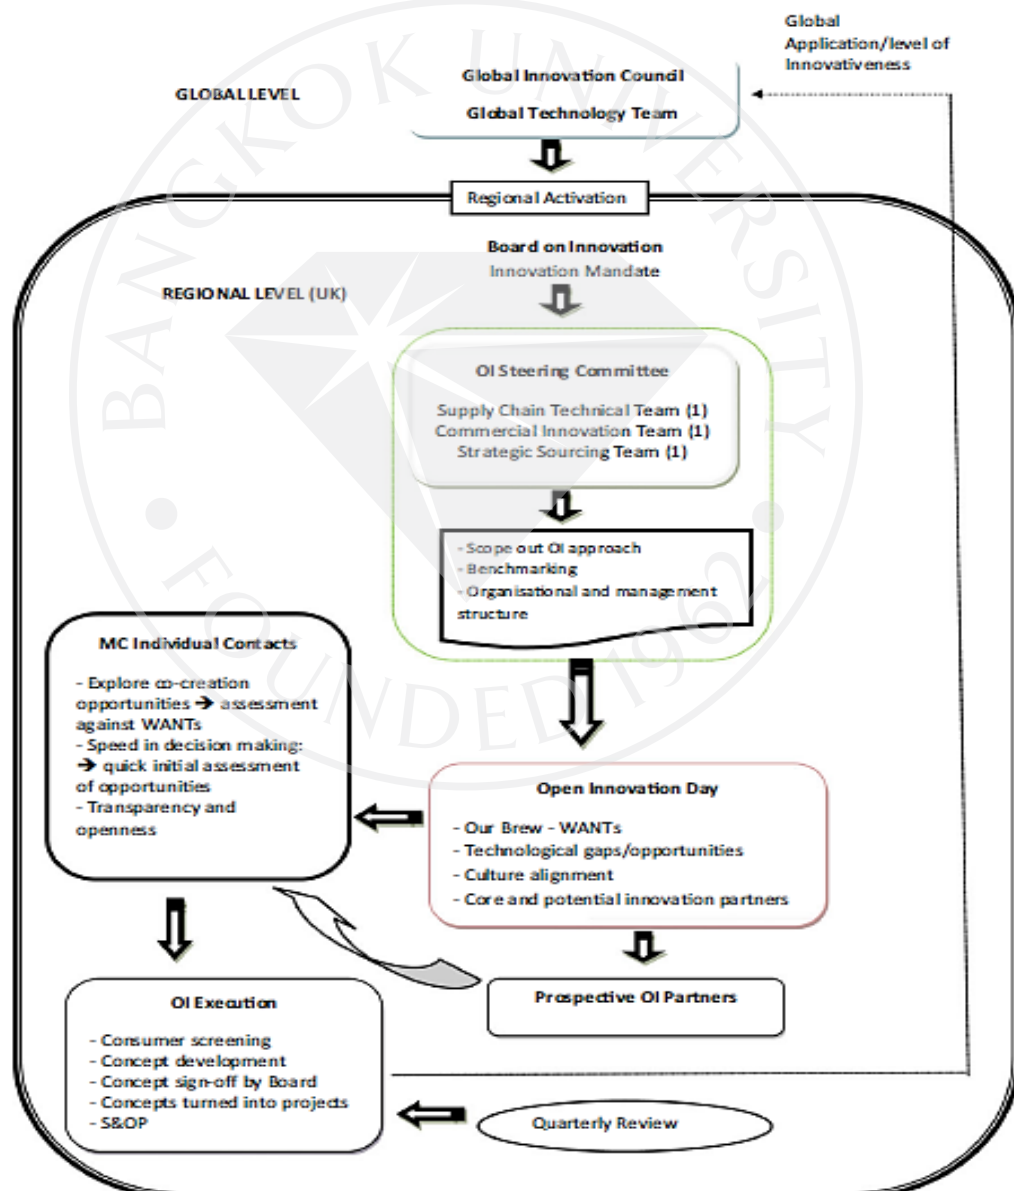 Global
Application/level of
Innovativeness
GLOBAL LEVEL
Global Innovation Council
Global Technology Team
Regional Activation
Board on Innovation
Innovation Mandate
REGIONAL LEVEL (UK)
OI Steering Committee
Supply Chain Technical Team (1)
Commercial Innovation Team (1)
Strategic Sourcing Team (1)
- Scope out OI approach
- Benchmarking
- Organisational and management
structure
MC Individual Contacts
- Explore co-creation
opportunities ➔ assessment
against WANTs
- Speed in decision making:
➔ quick initial assessment
of opportunities
- Transparency and
openness
Open Innovation Day
- Our Brew - WANTs
- Technological gaps/opportunities
- Culture alignment
- Core and potential innovation partners
OI Execution
- Consumer screening
- Concept development
- Concept sign-off by Board
- Concepts turned into projects
- S&OP
Prospective OI Partners
Quarterly Review
BANGKOK UNIVERSITY
FOUNDED 1962